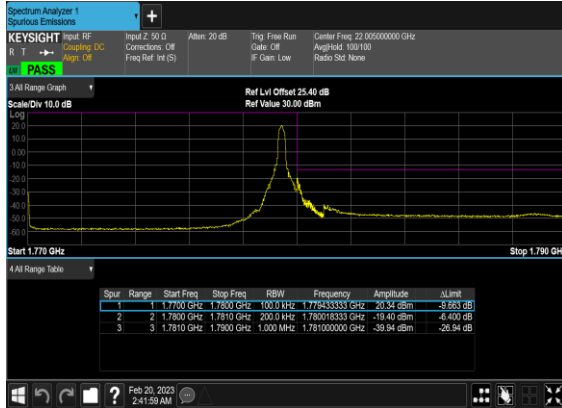 Spectrum Analyzer 1
Spurious Emissions
KEYSIGHT Input: RF Input Z: 50 Ω Atten: 20 dB Trig: Free Run Center Freq: 22.005000000 GHz
R T Coupling: DC Corrections: Off Gate: Off Avg|Hold: 100/100
Align: Off Freq Ref: Int (S) IF Gain: Low Radio Std: None
PASS
3 All Range Graph
Ref Lvl Offset 25.40 dB
Scale/Div 10.0 dB Ref Value 30.00 dBm
Log
20.0
10.0
0.00
-10.0
-20.0
-30.0
-40.0
-50.0
-60.0
Start 1.770 GHz Stop 1.790 GH
4 All Range Table
Spur Range Start Freq Stop Freq RBW Frequency Amplitude ΔLimit
1 1 1.7700 GHz 1.7800 GHz 100.0 kHz 1.779433333 GHz 20.34 dBm -9.663 dB
2 2 1.7800 GHz 1.7810 GHz 200.0 kHz 1.780018333 GHz -19.40 dBm -6.400 dB
3 3 1.7810 GHz 1.7900 GHz 1.000 MHz 1.781000000 GHz -39.94 dBm -26.94 dB
? Feb 20, 2023
2:41:59 AM